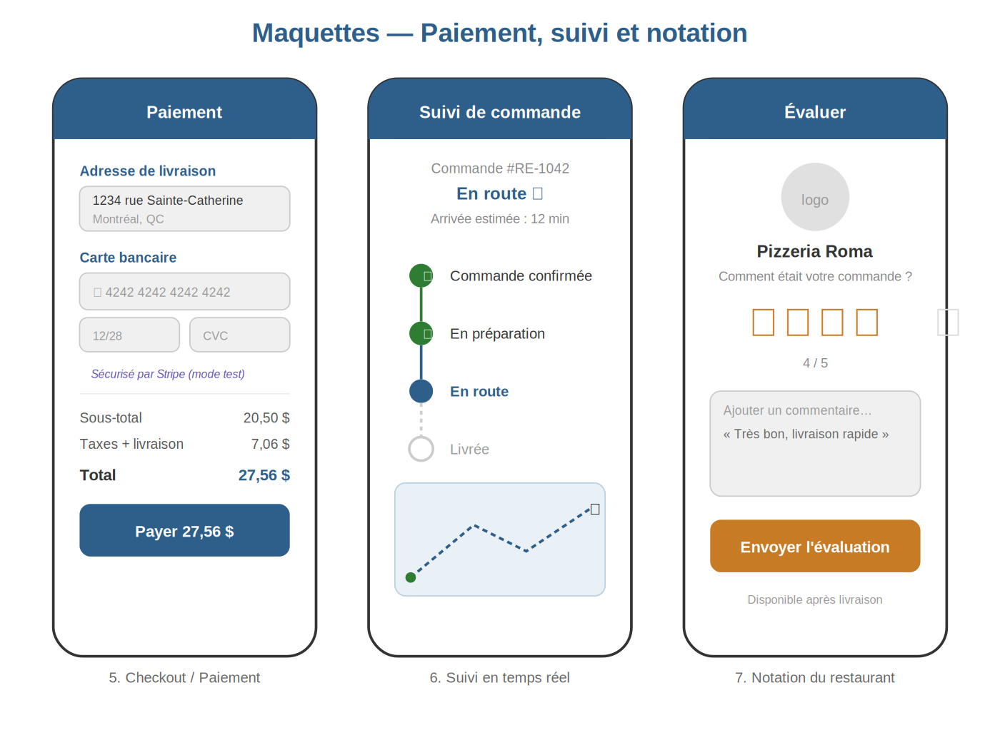 Maquettes — Paiement, suivi et notation
Paiement
Adresse de livraison
1234 rue Sainte-Catherine
Montréal, QC
Carte bancaire
4242 4242 4242 4242
12/28
CVC
Sécurisé par Stripe (mode test)
Sous-total 20,50 $
Taxes + livraison 7,06 $
Total 27,56 $
Payer 27,56 $
5. Checkout / Paiement
Suivi de commande
Commande #RE-1042
En route
Arrivée estimée : 12 min
Commande confirmée
En préparation
En route
Livrée
6. Suivi en temps réel
Évaluer
logo
Pizzeria Roma
Comment était votre commande ?
4 / 5
Ajouter un commentaire…
« Très bon, livraison rapide »
Envoyer l'évaluation
Disponible après livraison
7. Notation du restaurant